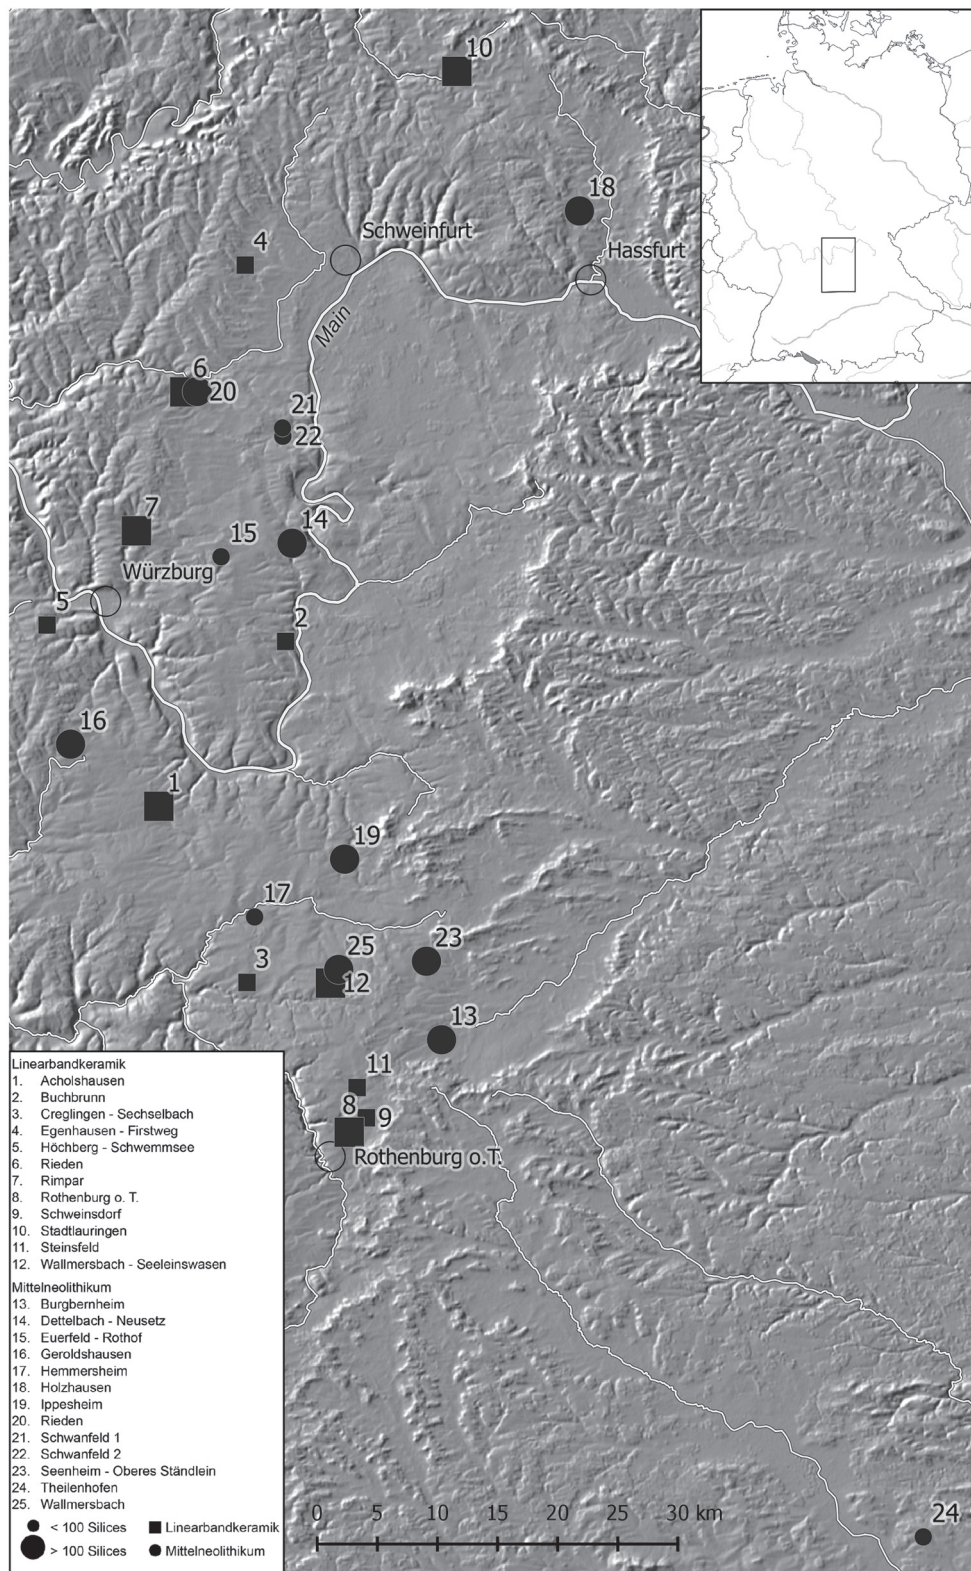 10
18
Schweinfurt
4
Hassfurt
Main
6
20
21
22
7
14
15
Würzburg
5
2
16
1
19
17
25
23
3
12
13
11
8
9
Rothenburg o.T.
Linearbandkeramik
1. Acholshausen
2. Buchbrunn
3. Creglingen - Sechselbach
4. Egenhausen - Firstweg
5. Höchberg - Schwemmsee
6. Rieden
7. Rimpar
8. Rothenburg o. T.
9. Schweinsdorf
10. Stadtlauringen
11. Steinsfeld
12. Wallmersbach - Seeleinswasen
Mittelneolithikum
13. Burgbernheim
14. Dettelbach - Neusetz
15. Euerfeld - Rothof
16. Geroldshausen
17. Hemmersheim
18. Holzhausen
19. Ippesheim
20. Rieden
21. Schwanfeld 1
22. Schwanfeld 2
23. Seenheim - Oberes Ständlein
24. Theilenhofen
25. Wallmersbach
< 100 Silices Linearbandkeramik
> 100 Silices Mittelneolithikum
0 5 10 15 20 25 30 km
24